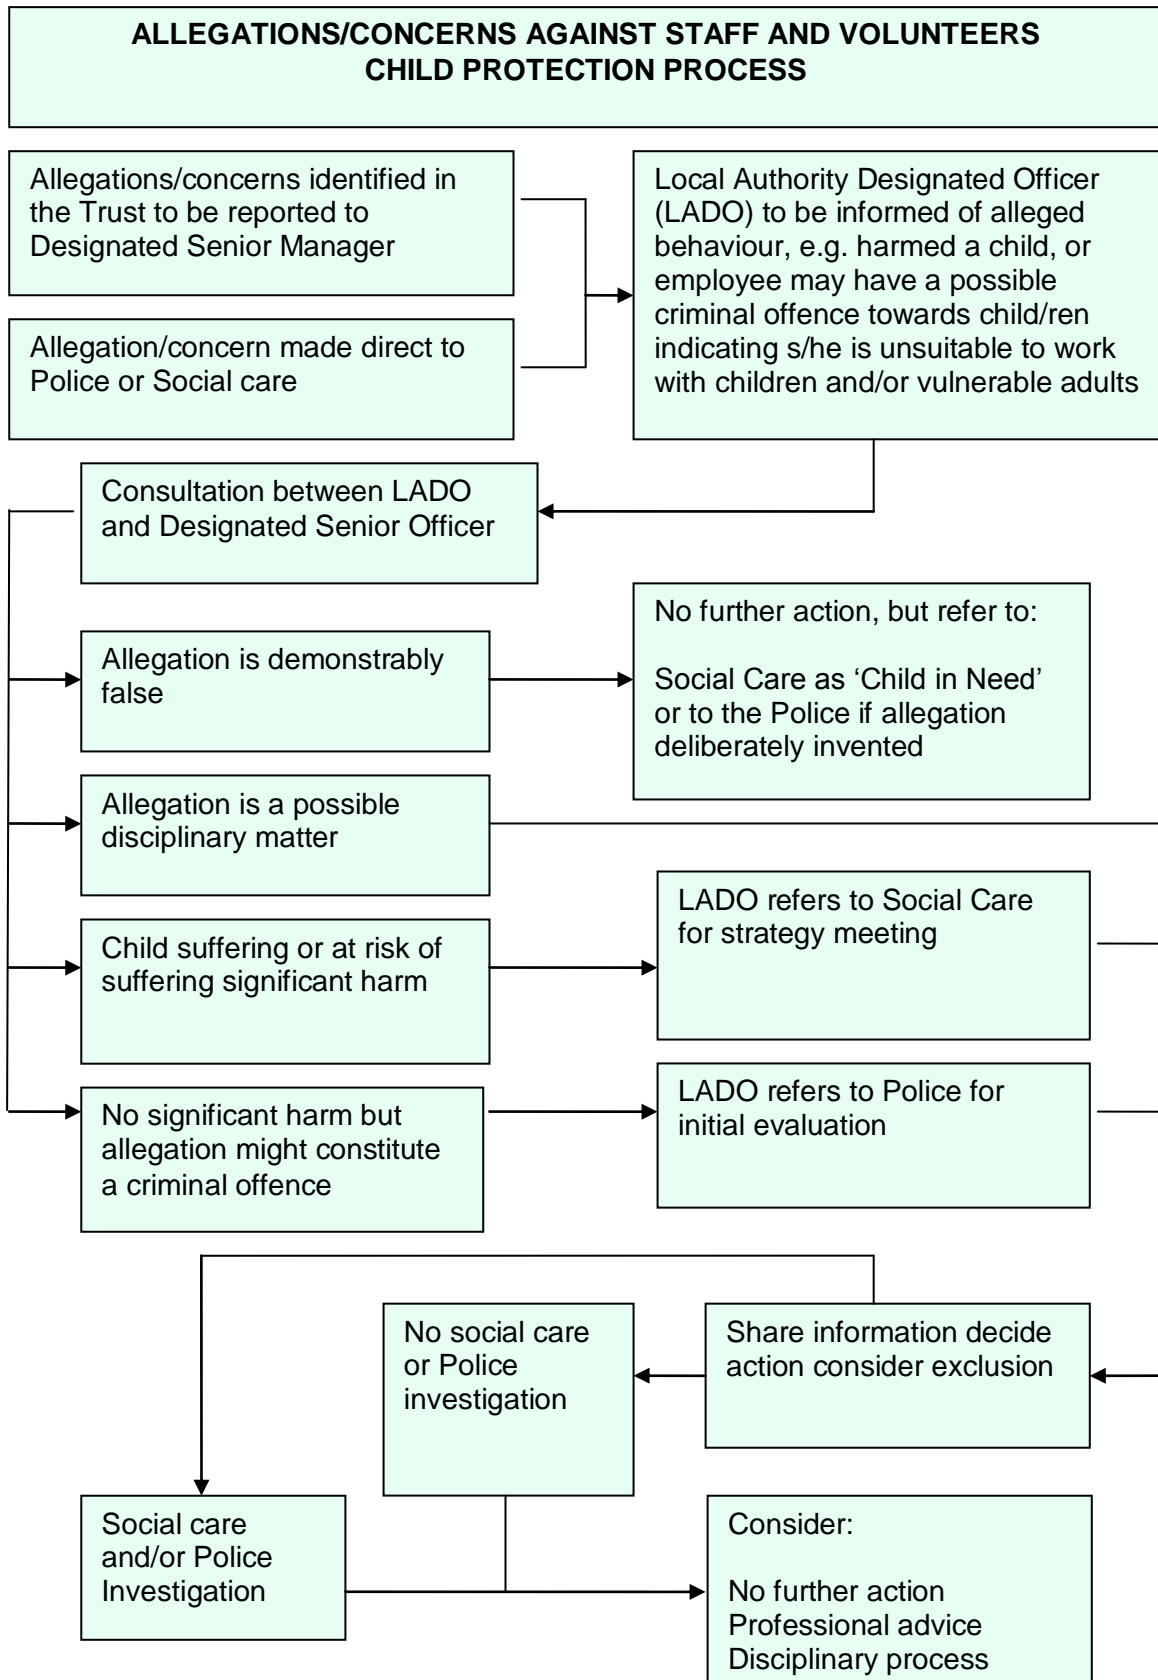 ALLEGATIONS/CONCERNS AGAINST STAFF AND VOLUNTEERS
CHILD PROTECTION PROCESS
Allegations/concerns identified in
the Trust to be reported to
Designated Senior Manager
Allegation/concern made direct to
Police or Social care
Local Authority Designated Officer
(LADO) to be informed of alleged
behaviour, e.g. harmed a child, or
employee may have a possible
criminal offence towards child/ren
indicating s/he is unsuitable to work
with children and/or vulnerable adults
Consultation between LADO
and Designated Senior Officer
Allegation is demonstrably
false
No further action, but refer to:
Social Care as ‘Child in Need’
or to the Police if allegation
deliberately invented
Allegation is a possible
disciplinary matter
Child suffering or at risk of
suffering significant harm
LADO refers to Social Care
for strategy meeting
No significant harm but
allegation might constitute
a criminal offence
LADO refers to Police for
initial evaluation
Share information decide
action consider exclusion
No social care
or Police
investigation
Social care
and/or Police
Investigation
Consider:
No further action
Professional advice
Disciplinary process